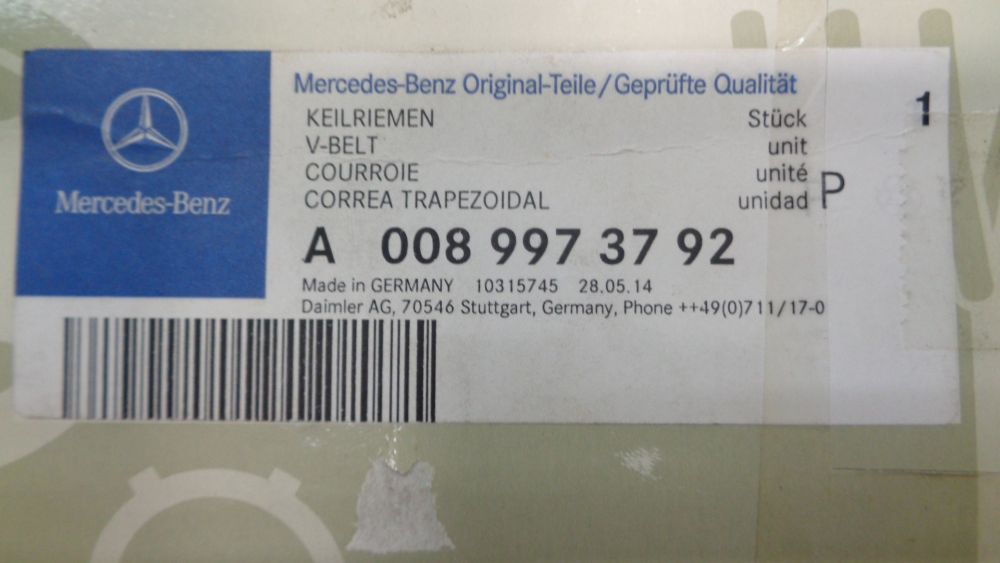 Mercedes-Benz
Mercedes-Benz Original-Teile/Geprüfte Qualität
KEILRIEMEN Stück 1
V-BELT unit
COURROIE unité
CORREA TRAPEZOIDAL unidad P
A 008 997 37 92
Made in GERMANY 10315745 28.05.14
Daimler AG, 70546 Stuttgart, Germany, Phone ++49(0)711/17-0